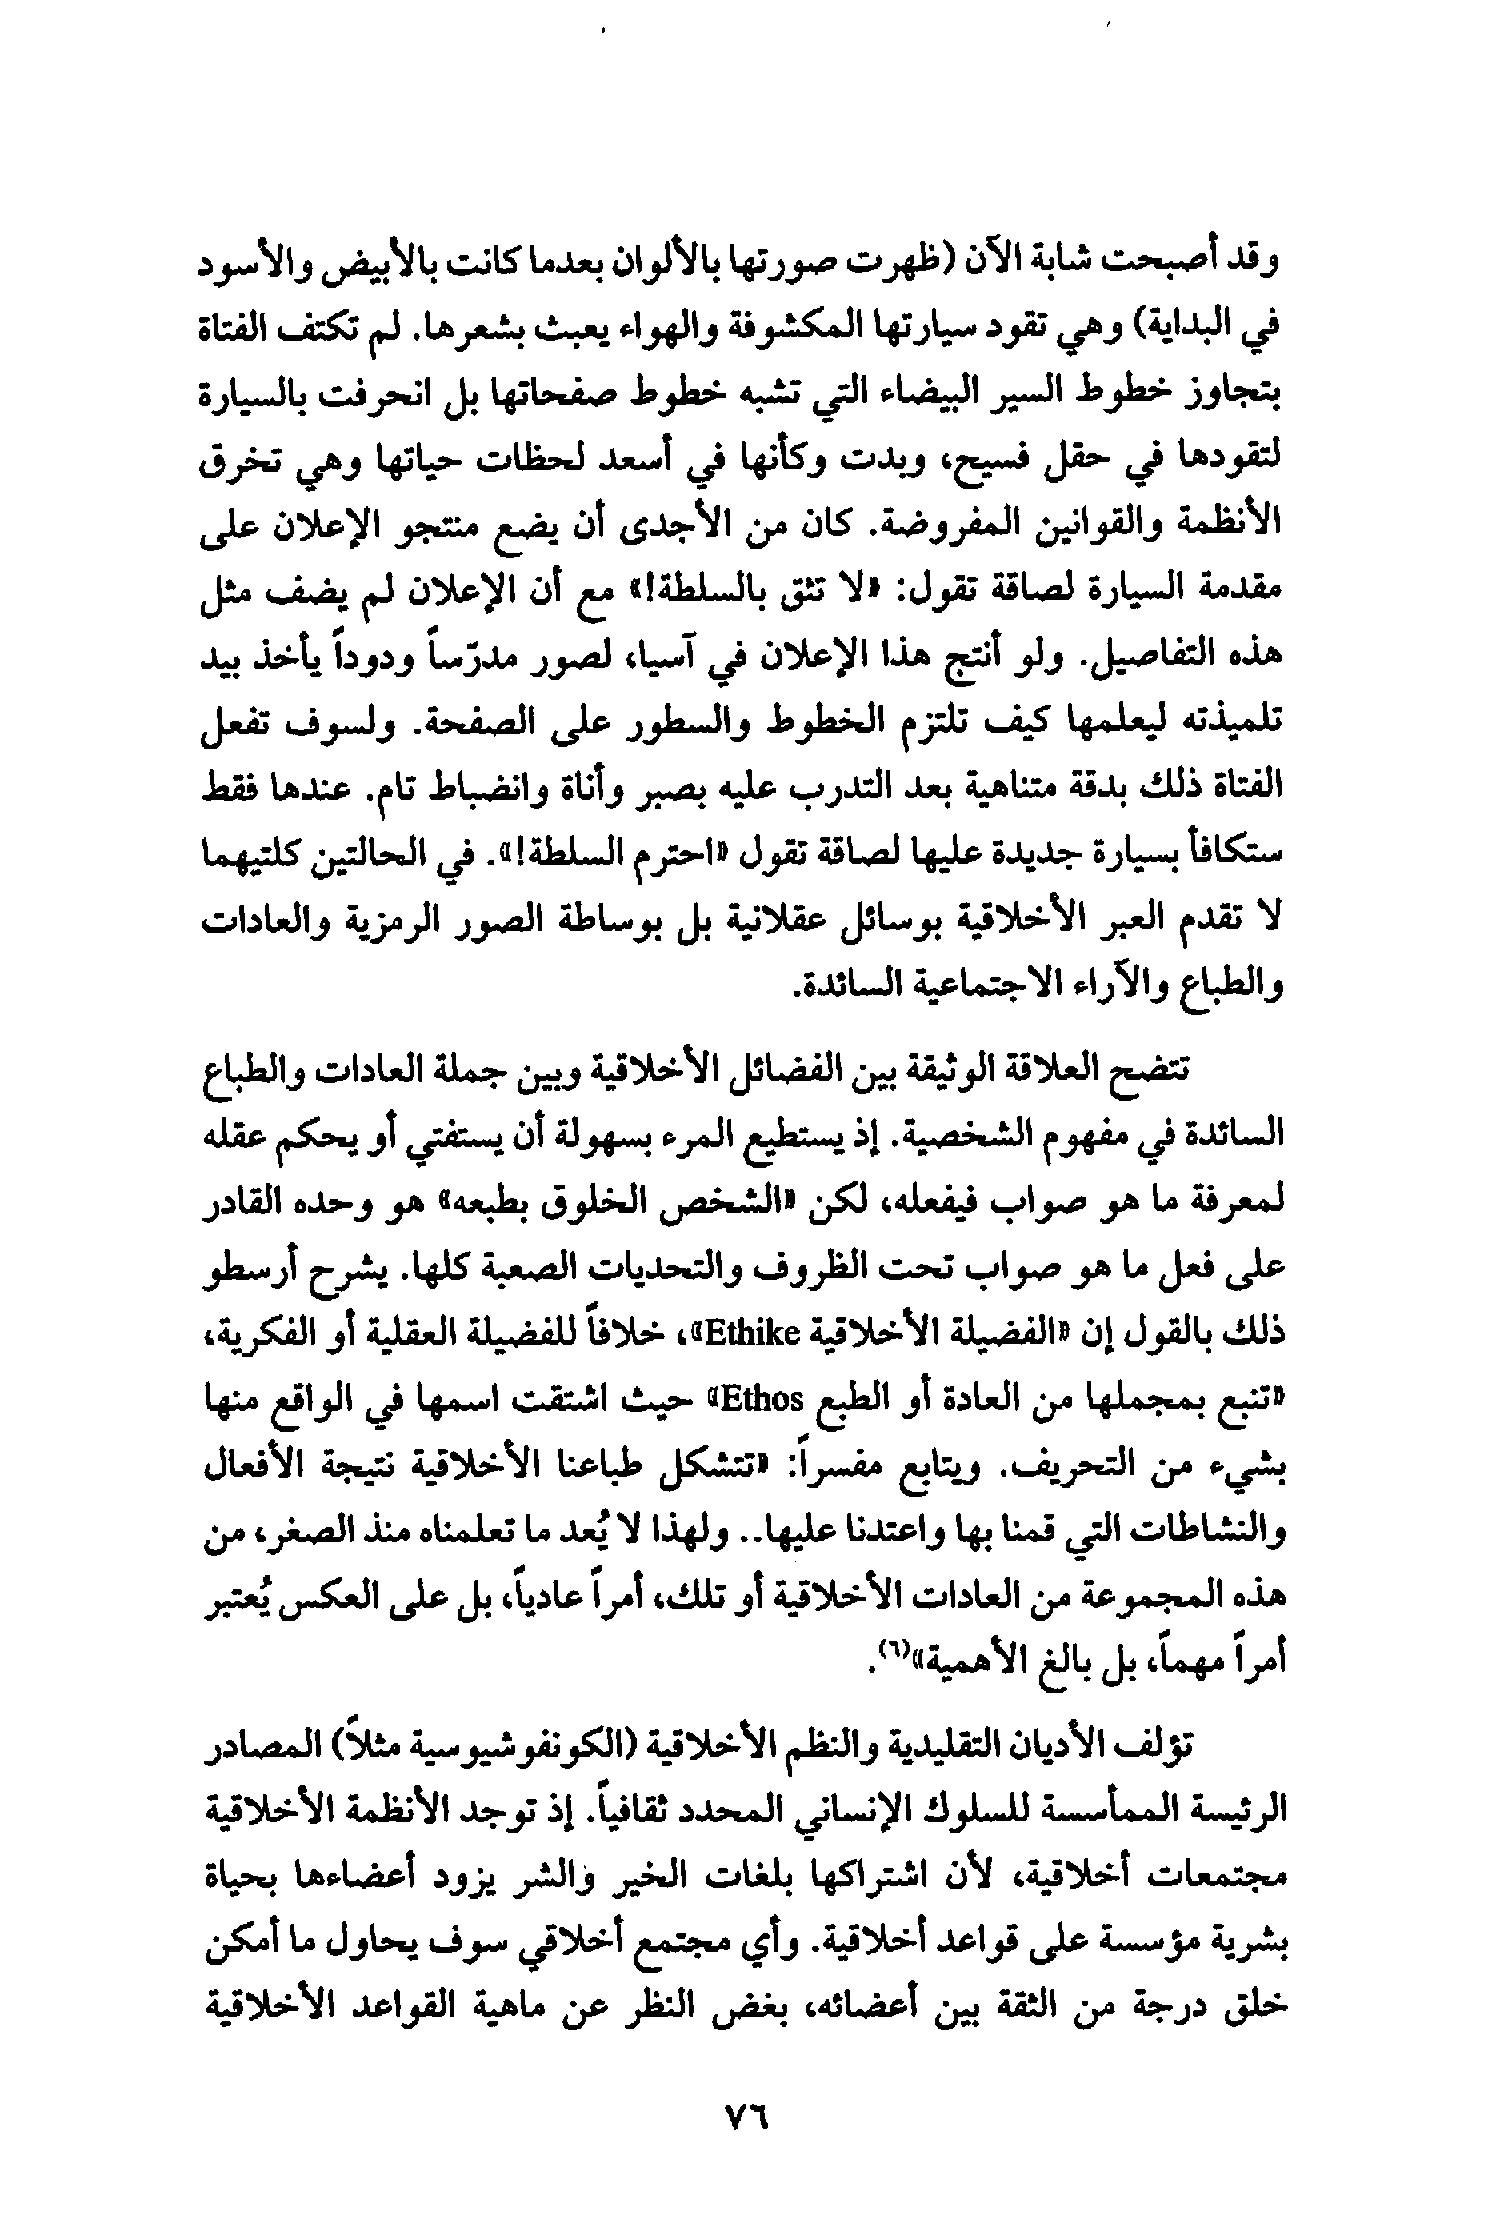 وقد أصبحت شابة الآن (ظهرت صورتها بالألوان بعدما كانت بالأبيض والأسود
في البداية) وهي تقود سيارتها المكشوفة والهواء يعبث بشعرها. لم تكتف الفتاة
بتجاوز خطوط السير البيضاء التي تشبه خطوط صفحاتها بل انحرفت بالسيارة
لتقودها في حقل فسيح، وبدت وكأنها في أسعد لحظات حياتها وهي تخرق
الأنظمة والقوانين المفروضة. كان من الأجدى أن يضع منتجو الإعلان على
مقدمة السيارة لصاقة تقول: «لا تثق بالسلطة!» مع أن الإعلان لم يضف مثل
هذه التفاصيل. ولو أنتج هذا الإعلان في آسيا، لصور مدرّساً ودوداً يأخذ بيد
تلميذته ليعلمها كيف تلتزم الخطوط والسطور على الصفحة. ولسوف تفعل
الفتاة ذلك بدقة متناهية بعد التدرب عليه بصبر وأناة وانضباط تام. عندها فقط
ستكافأ بسيارة جديدة عليها لصاقة تقول «احترم السلطة!». في الحالتين كلتيهما
لا تقدم العبر الأخلاقية بوسائل عقلانية بل بوساطة الصور الرمزية والعادات
والطباع والآراء الاجتماعية السائدة.
تتضح العلاقة الوثيقة بين الفضائل الأخلاقية وبين جملة العادات والطباع
السائدة في مفهوم الشخصية. إذ يستطيع المرء بسهولة أن يستفتي أو يحكم عقله
لمعرفة ما هو صواب فيفعله، لكن «الشخص الخلوق بطبعه» هو وحده القادر
على فعل ما هو صواب تحت الظروف والتحديات الصعبة كلها. يشرح أرسطو
ذلك بالقول إن «الفضيلة الأخلاقية Ethike»، خلافاً للفضيلة العقلية أو الفكرية،
«تنبع بمجملها من العادة أو الطبع Ethos» حيث اشتقت اسمها في الواقع منها
بشيء من التحريف. ويتابع مفسراً: «تتشكل طباعنا الأخلاقية نتيجة الأفعال
والنشاطات التي قمنا بها واعتدنا عليها.. ولهذا لا يُعد ما تعلمناه منذ الصغر، من
هذه المجموعة من العادات الأخلاقية أو تلك، أمراً عادياً، بل على العكس يُعتبر
أمراً مهماً، بل بالغ الأهمية»(٦).
تؤلف الأديان التقليدية والنظم الأخلاقية (الكونفوشيوسية مثلاً) المصادر
الرئيسة الممأسسة للسلوك الإنساني المحدد ثقافياً. إذ توجد الأنظمة الأخلاقية
مجتمعات أخلاقية، لأن اشتراكها بلغات الخير والشر يزود أعضاءها بحياة
بشرية مؤسسة على قواعد أخلاقية. وأي مجتمع أخلاقي سوف يحاول ما أمكن
خلق درجة من الثقة بين أعضائه، بغض النظر عن ماهية القواعد الأخلاقية
٧٦